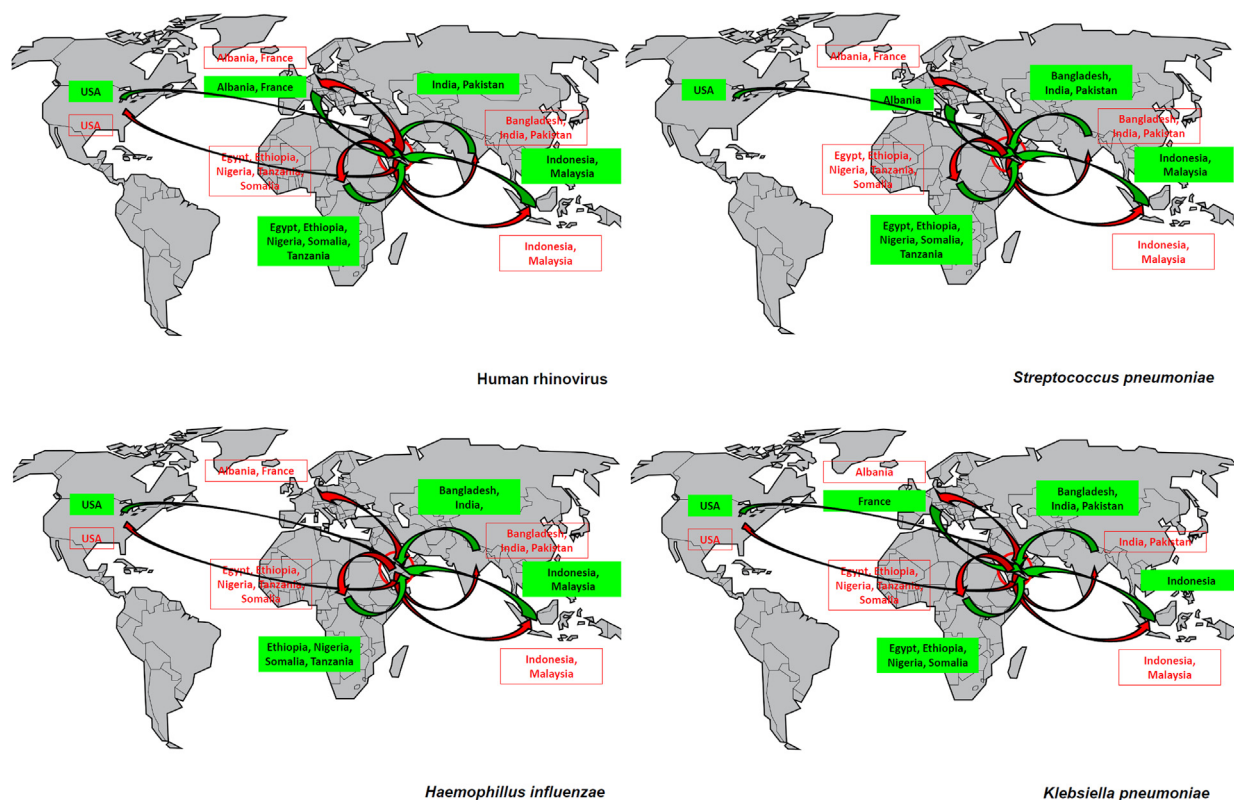 Albania, France
USA
Albania, France
India, Pakistan
USA
Bangladesh,
India, Pakistan
Egypt, Ethiopia,
Nigeria, Tanzania,
Somalia
Indonesia,
Malaysia
Egypt, Ethiopia,
Nigeria, Somalia,
Tanzania
Indonesia,
Malaysia
Human rhinovirus
Albania, France
USA
Albania
Bangladesh,
India, Pakistan
Bangladesh,
India, Pakistan
Egypt, Ethiopia,
Nigeria, Tanzania,
Somalia
Indonesia,
Malaysia
Egypt, Ethiopia,
Nigeria, Somalia,
Tanzania
Indonesia,
Malaysia
Streptococcus pneumoniae
Albania, France
USA
Bangladesh,
India,
USA
Bangladesh,
India, Pakistan
Egypt, Ethiopia,
Nigeria, Tanzania,
Somalia
Indonesia,
Malaysia
Ethiopia, Nigeria,
Somalia, Tanzania
Indonesia,
Malaysia
Haemophillus influenzae
Albania
USA
France
Bangladesh,
India, Pakistan
USA
India, Pakistan
Egypt, Ethiopia,
Nigeria, Tanzania,
Somalia
Indonesia
Egypt, Ethiopia,
Nigeria, Somalia
Indonesia,
Malaysia
Klebsiella pneumoniae